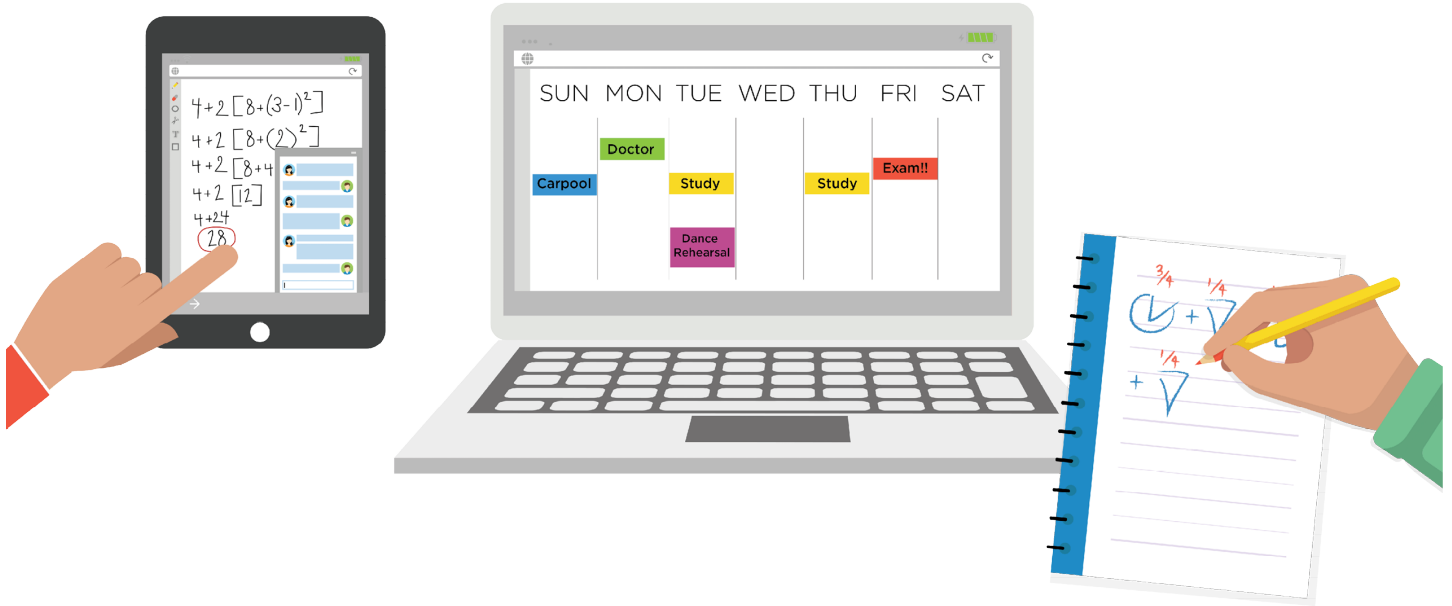 4+2[8+(3-1)²]
4+2[8+(2)²]
4+2[8+4
4+2[12]
4+24
28
SUN MON TUE WED THU FRI SAT
Doctor
Exam!!
Carpool Study Study
Dance
Rehearsal
3/4 1/4
+
1/4
+